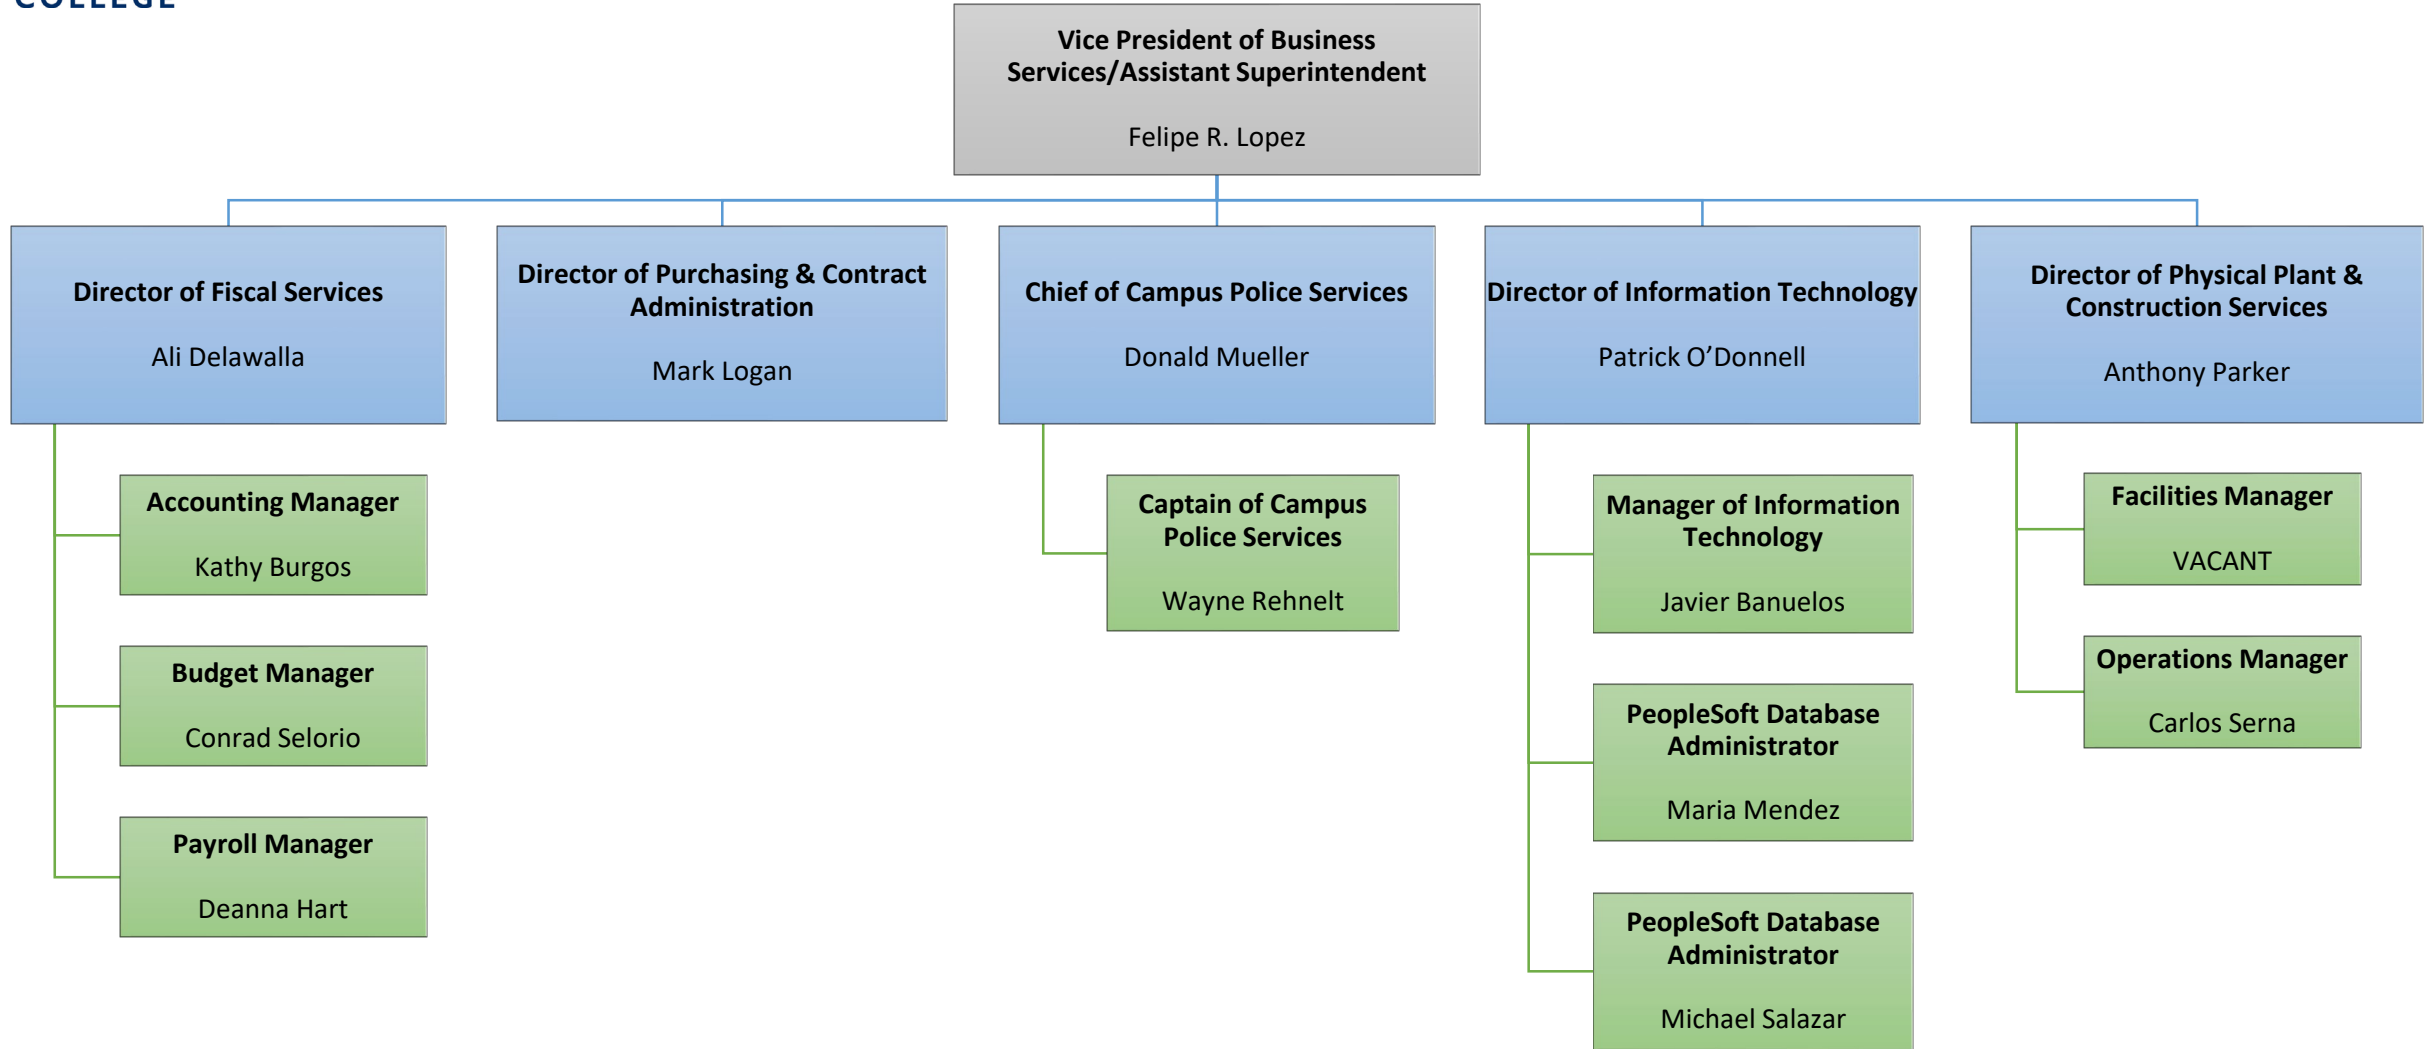 COLLEGE
Vice President of Business
Services/Assistant Superintendent
Felipe R. Lopez
Director of Fiscal Services
Ali Delawalla
Director of Purchasing & Contract
Administration
Mark Logan
Chief of Campus Police Services
Donald Mueller
Director of Information Technology
Patrick O’Donnell
Director of Physical Plant &
Construction Services
Anthony Parker
Accounting Manager
Kathy Burgos
Budget Manager
Conrad Selorio
Payroll Manager
Deanna Hart
Captain of Campus
Police Services
Wayne Rehnelt
Manager of Information
Technology
Javier Banuelos
PeopleSoft Database
Administrator
Maria Mendez
PeopleSoft Database
Administrator
Michael Salazar
Facilities Manager
VACANT
Operations Manager
Carlos Serna